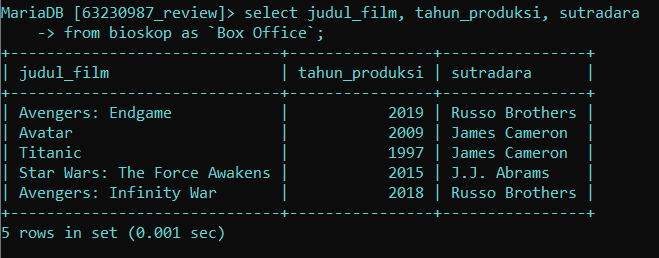 MariaDB [63230987_review]> select judul_film, tahun_produksi, sutradara
    -> from bioskop as `Box Office`;
+--------------------------------+----------------+----------------+
| judul_film                     | tahun_produksi | sutradara      |
+--------------------------------+----------------+----------------+
| Avengers: Endgame              |           2019 | Russo Brothers |
| Avatar                         |           2009 | James Cameron  |
| Titanic                        |           1997 | James Cameron  |
| Star Wars: The Force Awakens   |           2015 | J.J. Abrams    |
| Avengers: Infinity War         |           2018 | Russo Brothers |
+--------------------------------+----------------+----------------+
5 rows in set (0.001 sec)